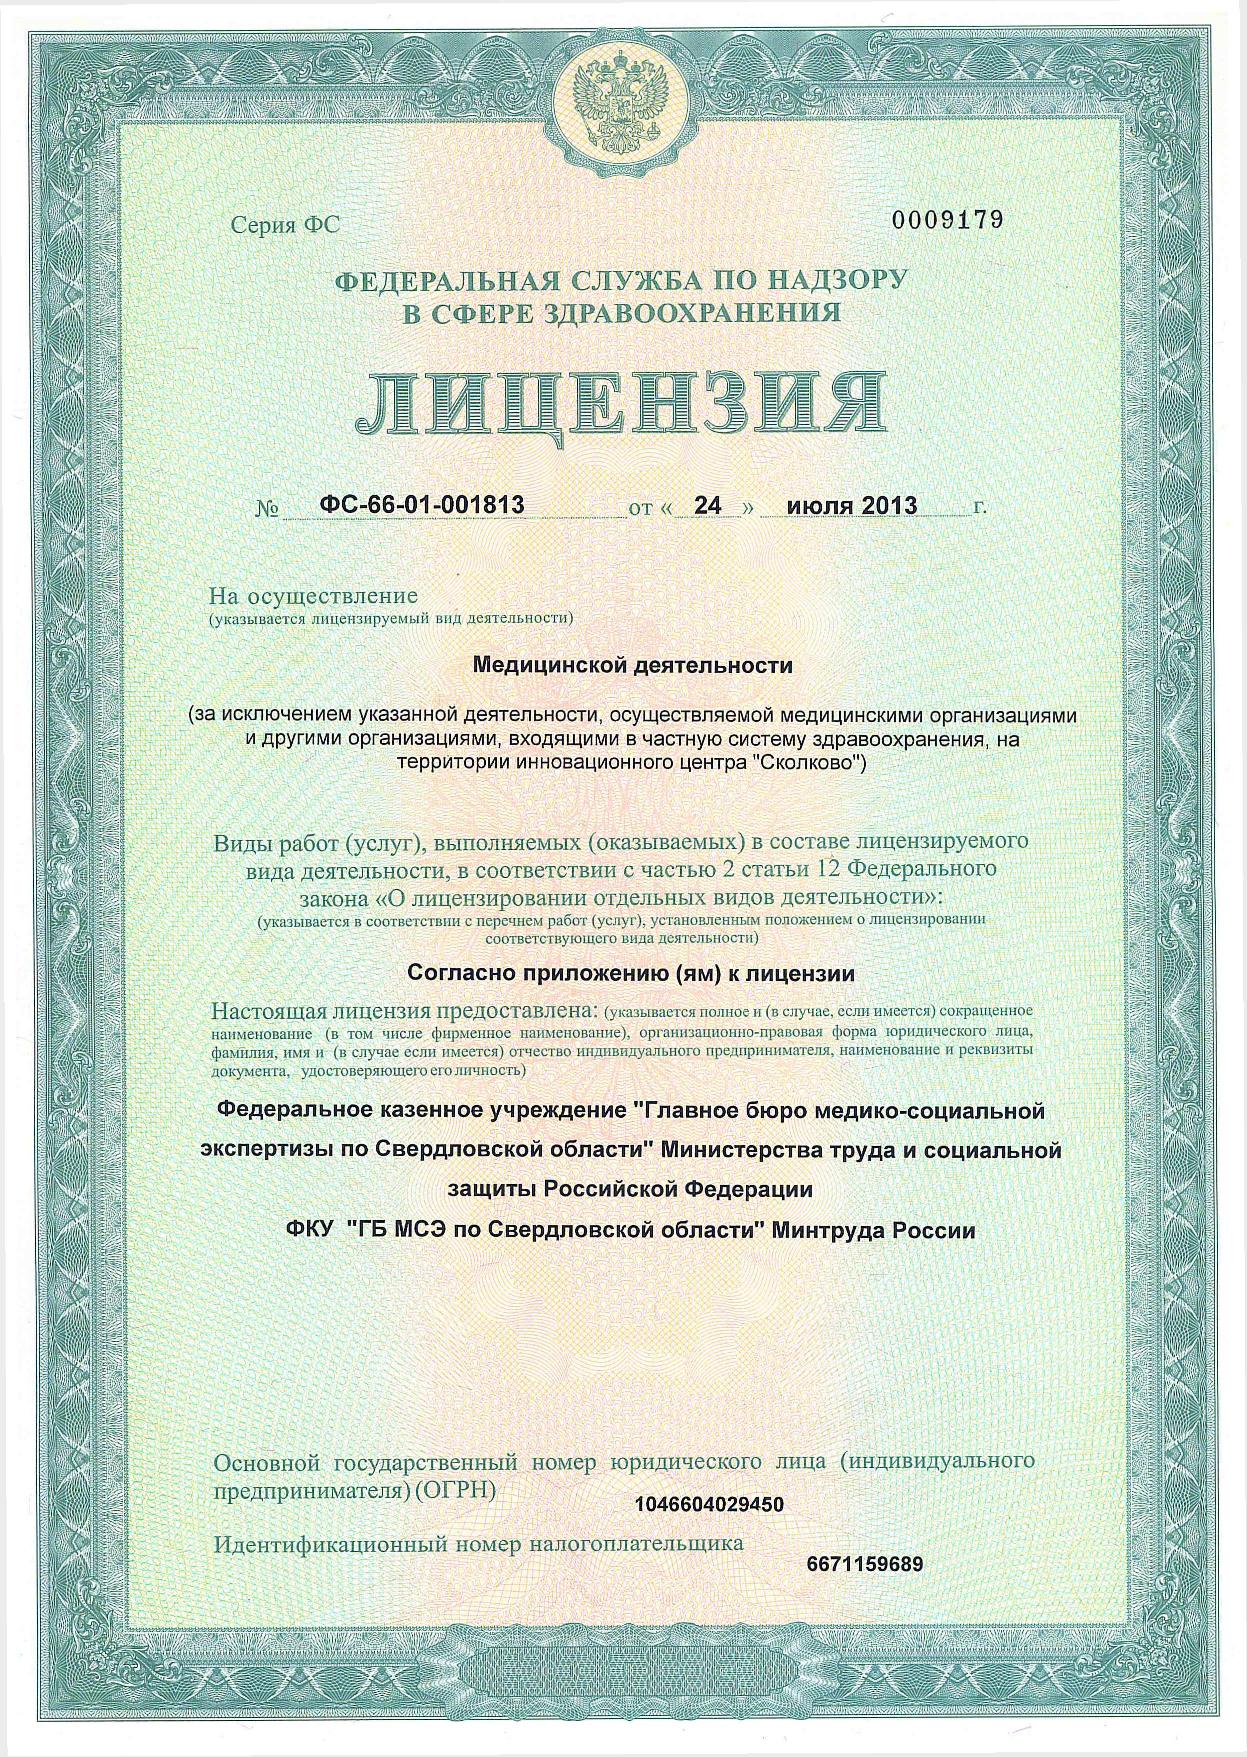 Серия ФС
0009179
ФЕДЕРАЛЬНАЯ СЛУЖБА ПО НАДЗОРУ
В СФЕРЕ ЗДРАВООХРАНЕНИЯ
ЛИЦЕНЗИЯ
№ ФС-66-01-001813 от « 24 » июля 2013 г.
На осуществление
(указывается лицензируемый вид деятельности)
Медицинской деятельности
(за исключением указанной деятельности, осуществляемой медицинскими организациями
и другими организациями, входящими в частную систему здравоохранения, на
территории инновационного центра "Сколково")
Виды работ (услуг), выполняемых (оказываемых) в составе лицензируемого
вида деятельности, в соответствии с частью 2 статьи 12 Федерального
закона «О лицензировании отдельных видов деятельности»:
(указывается в соответствии с перечнем работ (услуг), установленным положением о лицензировании
соответствующего вида деятельности)
Согласно приложению (ям) к лицензии
Настоящая лицензия предоставлена: (указывается полное и (в случае, если имеется) сокращенное
наименование (в том числе фирменное наименование), организационно-правовая форма юридического лица,
фамилия, имя и (в случае если имеется) отчество индивидуального предпринимателя, наименование и реквизиты
документа, удостоверяющего его личность)
Федеральное казенное учреждение "Главное бюро медико-социальной
экспертизы по Свердловской области" Министерства труда и социальной
защиты Российской Федерации
ФКУ "ГБ МСЭ по Свердловской области" Минтруда России
Основной государственный номер юридического лица (индивидуального
предпринимателя) (ОГРН)
1046604029450
Идентификационный номер налогоплательщика
6671159689